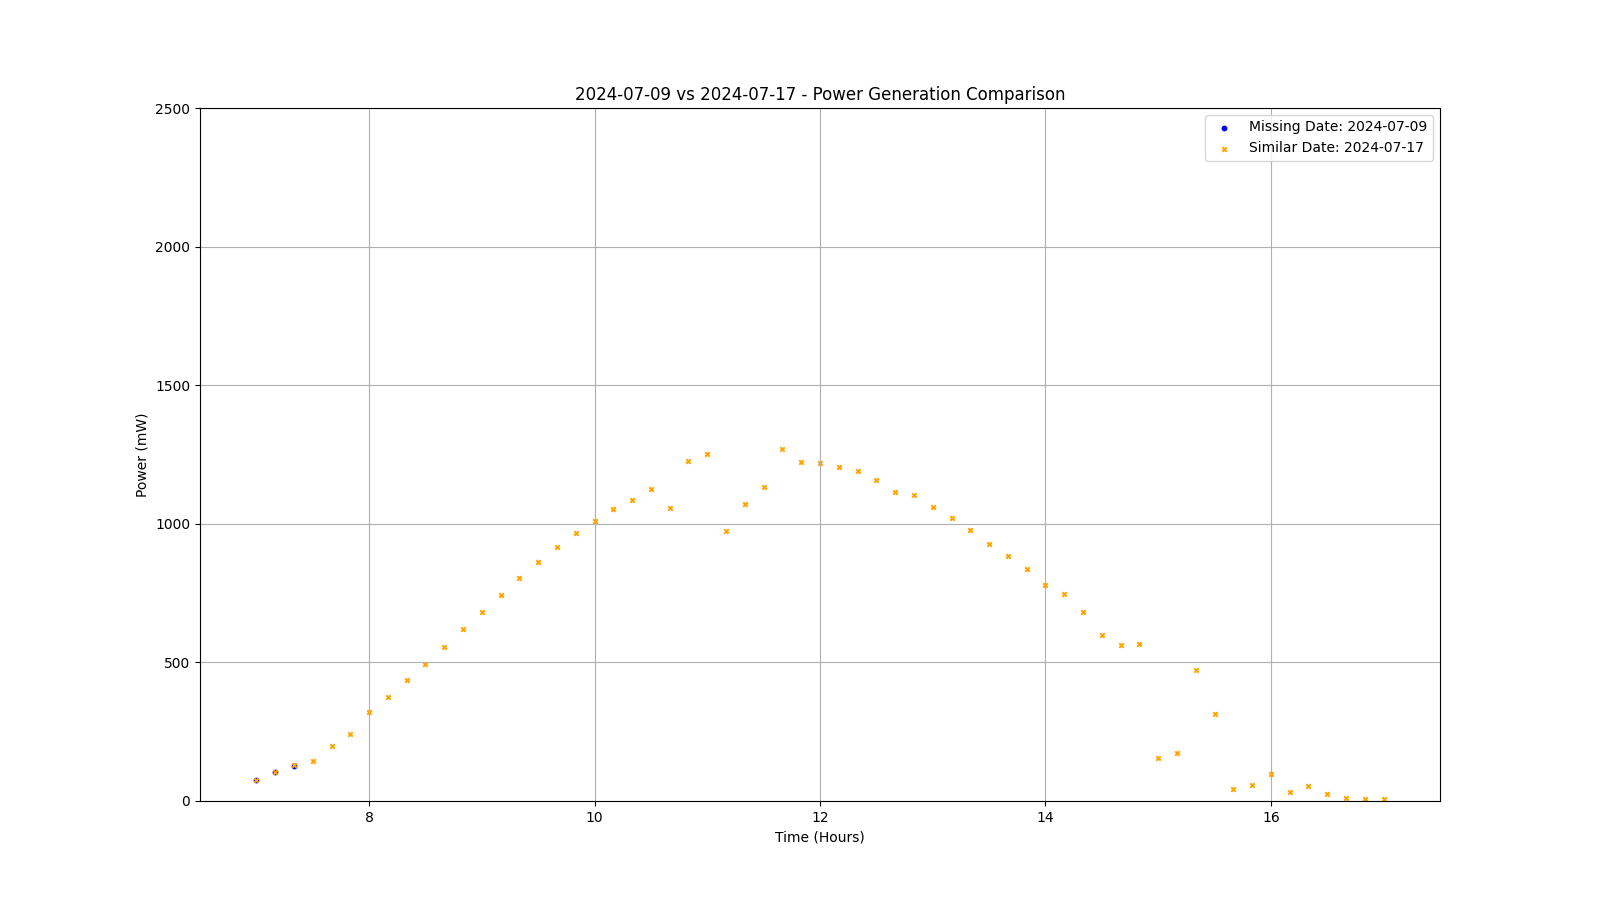 2024-07-09 vs 2024-07-17 - Power Generation Comparison
2500
2000
1500
1000
500
0
Power (mW)
Missing Date: 2024-07-09
Similar Date: 2024-07-17
8
10
12
14
16
Time (Hours)